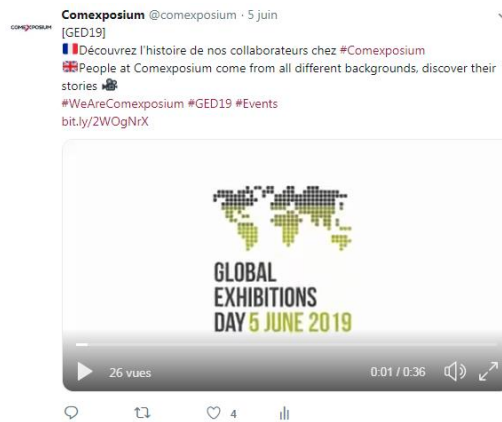 COMEXPOSIUM
Comexposium @comexposium · 5 juin
[GED19]
Découvrez l'histoire de nos collaborateurs chez #Comexposium
People at Comexposium come from all different backgrounds, discover their
stories
#WeAreComexposium #GED19 #Events
bit.ly/2WOgNrX
GLOBAL
EXHIBITIONS
DAY 5 JUNE 2019
26 vues
0:01 / 0:36
4